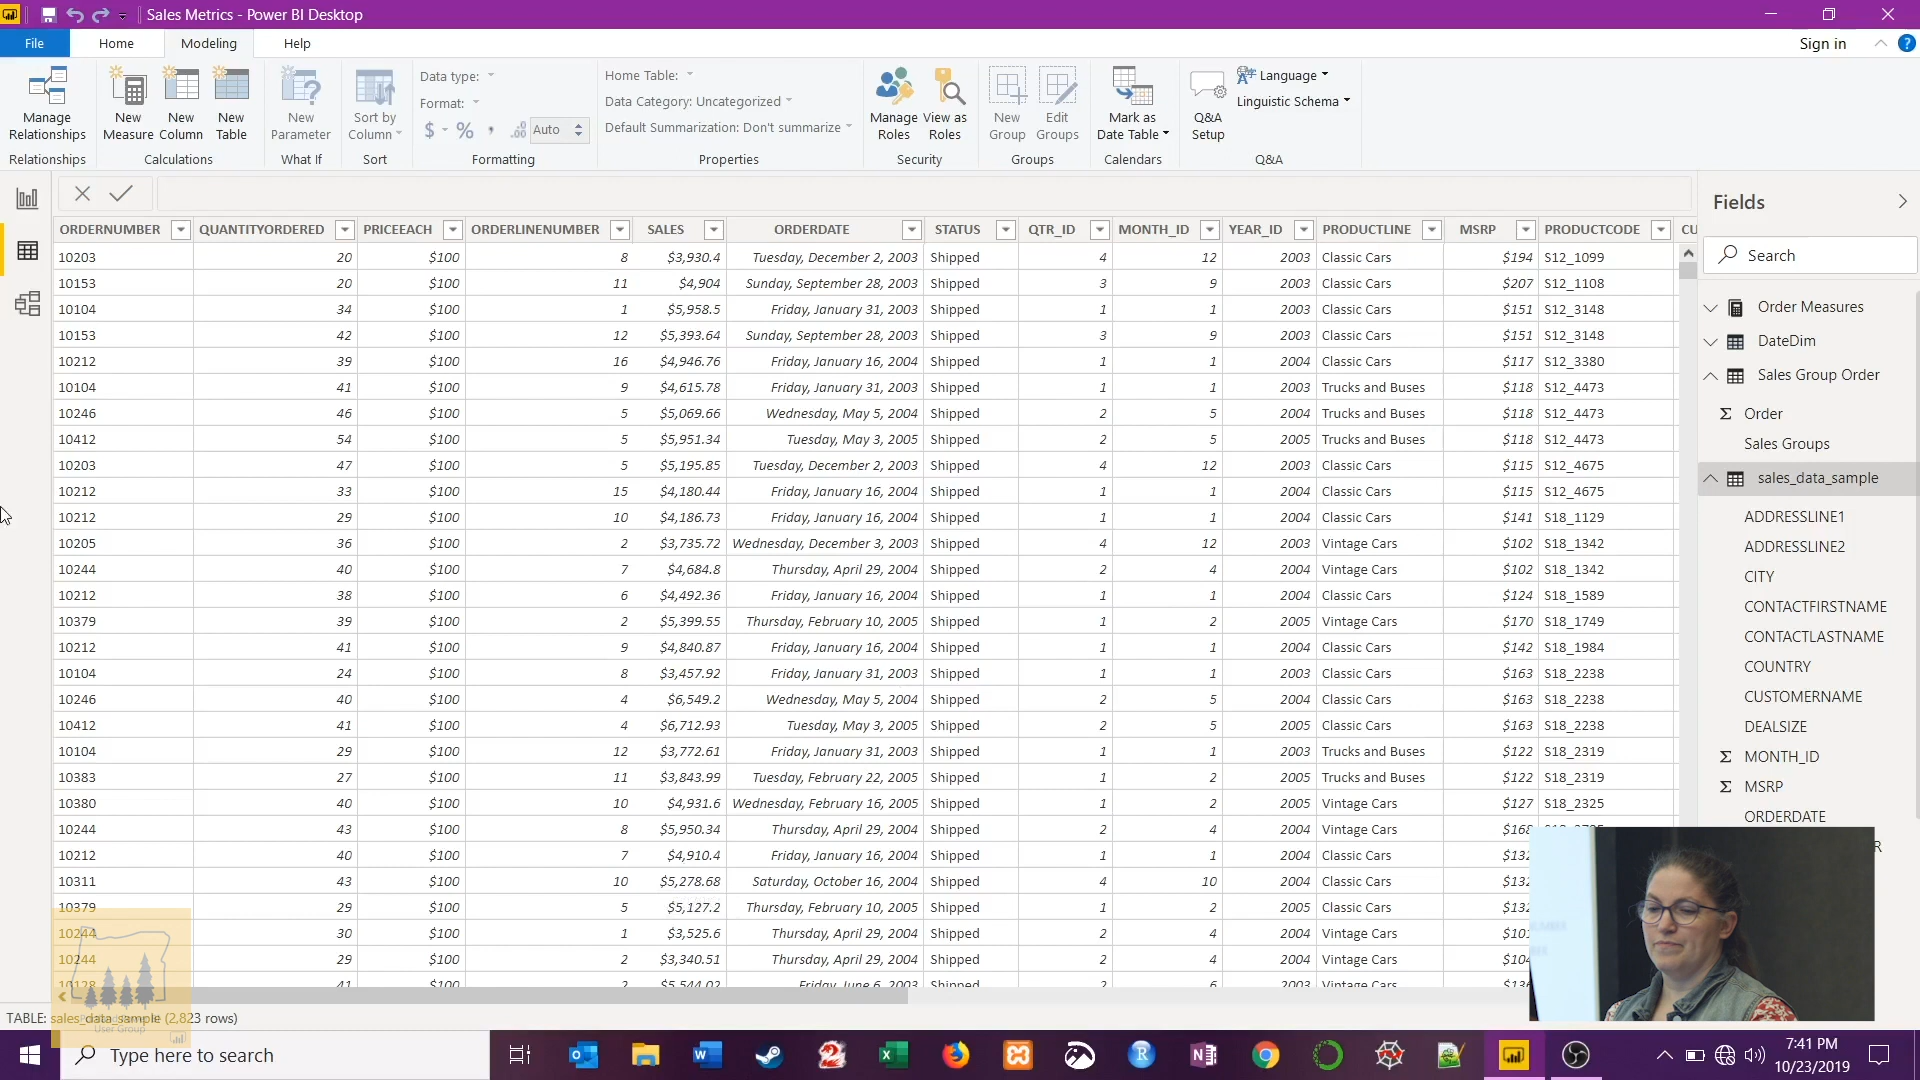 Sales Metrics - Power BI Desktop
File Home Modeling Help Sign in
Manage Relationships
New Measure
New Column
New Table
New Parameter
Sort by Column
Data type:
Format:
$ % , .00 Auto
Home Table:
Data Category: Uncategorized
Default Summarization: Don't summarize
Manage Roles
View as Roles
New Group
Edit Groups
Mark as Date Table
Q&A Setup
Language
Linguistic Schema
Relationships Calculations What If Sort Formatting Properties Security Groups Calendars Q&A
ORDERNUMBER QUANTITYORDERED PRICEEACH ORDERLINENUMBER SALES ORDERDATE STATUS QTR_ID MONTH_ID YEAR_ID PRODUCTLINE MSRP PRODUCTCODE CU
10203 20 $100 8 $3,930.4 Tuesday, December 2, 2003 Shipped 4 12 2003 Classic Cars $194 S12_1099
10153 20 $100 11 $4,904 Sunday, September 28, 2003 Shipped 3 9 2003 Classic Cars $207 S12_1108
10104 34 $100 1 $5,958.5 Friday, January 31, 2003 Shipped 1 1 2003 Classic Cars $151 S12_3148
10153 42 $100 12 $5,393.64 Sunday, September 28, 2003 Shipped 3 9 2003 Classic Cars $151 S12_3148
10212 39 $100 16 $4,946.76 Friday, January 16, 2004 Shipped 1 1 2004 Classic Cars $117 S12_3380
10104 41 $100 9 $4,615.78 Friday, January 31, 2003 Shipped 1 1 2003 Trucks and Buses $118 S12_4473
10246 46 $100 5 $5,069.66 Wednesday, May 5, 2004 Shipped 2 5 2004 Trucks and Buses $118 S12_4473
10412 54 $100 5 $5,951.34 Tuesday, May 3, 2005 Shipped 2 5 2005 Trucks and Buses $118 S12_4473
10203 47 $100 5 $5,195.85 Tuesday, December 2, 2003 Shipped 4 12 2003 Classic Cars $115 S12_4675
10212 33 $100 15 $4,180.44 Friday, January 16, 2004 Shipped 1 1 2004 Classic Cars $115 S12_4675
10212 29 $100 10 $4,186.73 Friday, January 16, 2004 Shipped 1 1 2004 Classic Cars $141 S18_1129
10205 36 $100 2 $3,735.72 Wednesday, December 3, 2003 Shipped 4 12 2003 Vintage Cars $102 S18_1342
10244 40 $100 7 $4,684.8 Thursday, April 29, 2004 Shipped 2 4 2004 Vintage Cars $102 S18_1342
10212 38 $100 6 $4,492.36 Friday, January 16, 2004 Shipped 1 1 2004 Classic Cars $124 S18_1589
10379 39 $100 2 $5,399.55 Thursday, February 10, 2005 Shipped 1 2 2005 Vintage Cars $170 S18_1749
10212 41 $100 9 $4,840.87 Friday, January 16, 2004 Shipped 1 1 2004 Classic Cars $142 S18_1984
10104 24 $100 8 $3,457.92 Friday, January 31, 2003 Shipped 1 1 2003 Classic Cars $163 S18_2238
10246 40 $100 4 $6,549.2 Wednesday, May 5, 2004 Shipped 2 5 2004 Classic Cars $163 S18_2238
10412 41 $100 4 $6,712.93 Tuesday, May 3, 2005 Shipped 2 5 2005 Classic Cars $163 S18_2238
10104 29 $100 12 $3,772.61 Friday, January 31, 2003 Shipped 1 1 2003 Trucks and Buses $122 S18_2319
10383 27 $100 11 $3,843.99 Tuesday, February 22, 2005 Shipped 1 2 2005 Trucks and Buses $122 S18_2319
10380 40 $100 10 $4,931.6 Wednesday, February 16, 2005 Shipped 1 2 2005 Vintage Cars $127 S18_2325
10244 43 $100 8 $5,950.34 Thursday, April 29, 2004 Shipped 2 4 2004 Vintage Cars $168
10212 40 $100 7 $4,910.4 Friday, January 16, 2004 Shipped 1 1 2004 Classic Cars $132
10311 43 $100 10 $5,278.68 Saturday, October 16, 2004 Shipped 4 10 2004 Classic Cars $132
10379 29 $100 5 $5,127.2 Thursday, February 10, 2005 Shipped 1 2 2005 Classic Cars $132
10244 30 $100 1 $3,525.6 Thursday, April 29, 2004 Shipped 2 4 2004 Vintage Cars $101
10244 29 $100 2 $3,340.51 Thursday, April 29, 2004 Shipped 2 4 2004 Vintage Cars $104
10128 41 $100 2 $5,544.02 Friday, June 6, 2003 Shipped 2 6 2003 Vintage Cars
Fields
Search
Order Measures
DateDim
Sales Group Order
Order
Sales Groups
sales_data_sample
ADDRESSLINE1
ADDRESSLINE2
CITY
CONTACTFIRSTNAME
CONTACTLASTNAME
COUNTRY
CUSTOMERNAME
DEALSIZE
MONTH_ID
MSRP
ORDERDATE
R
TABLE: sales_data_sample (2,823 rows)
User Group
Type here to search
7:41 PM
10/23/2019